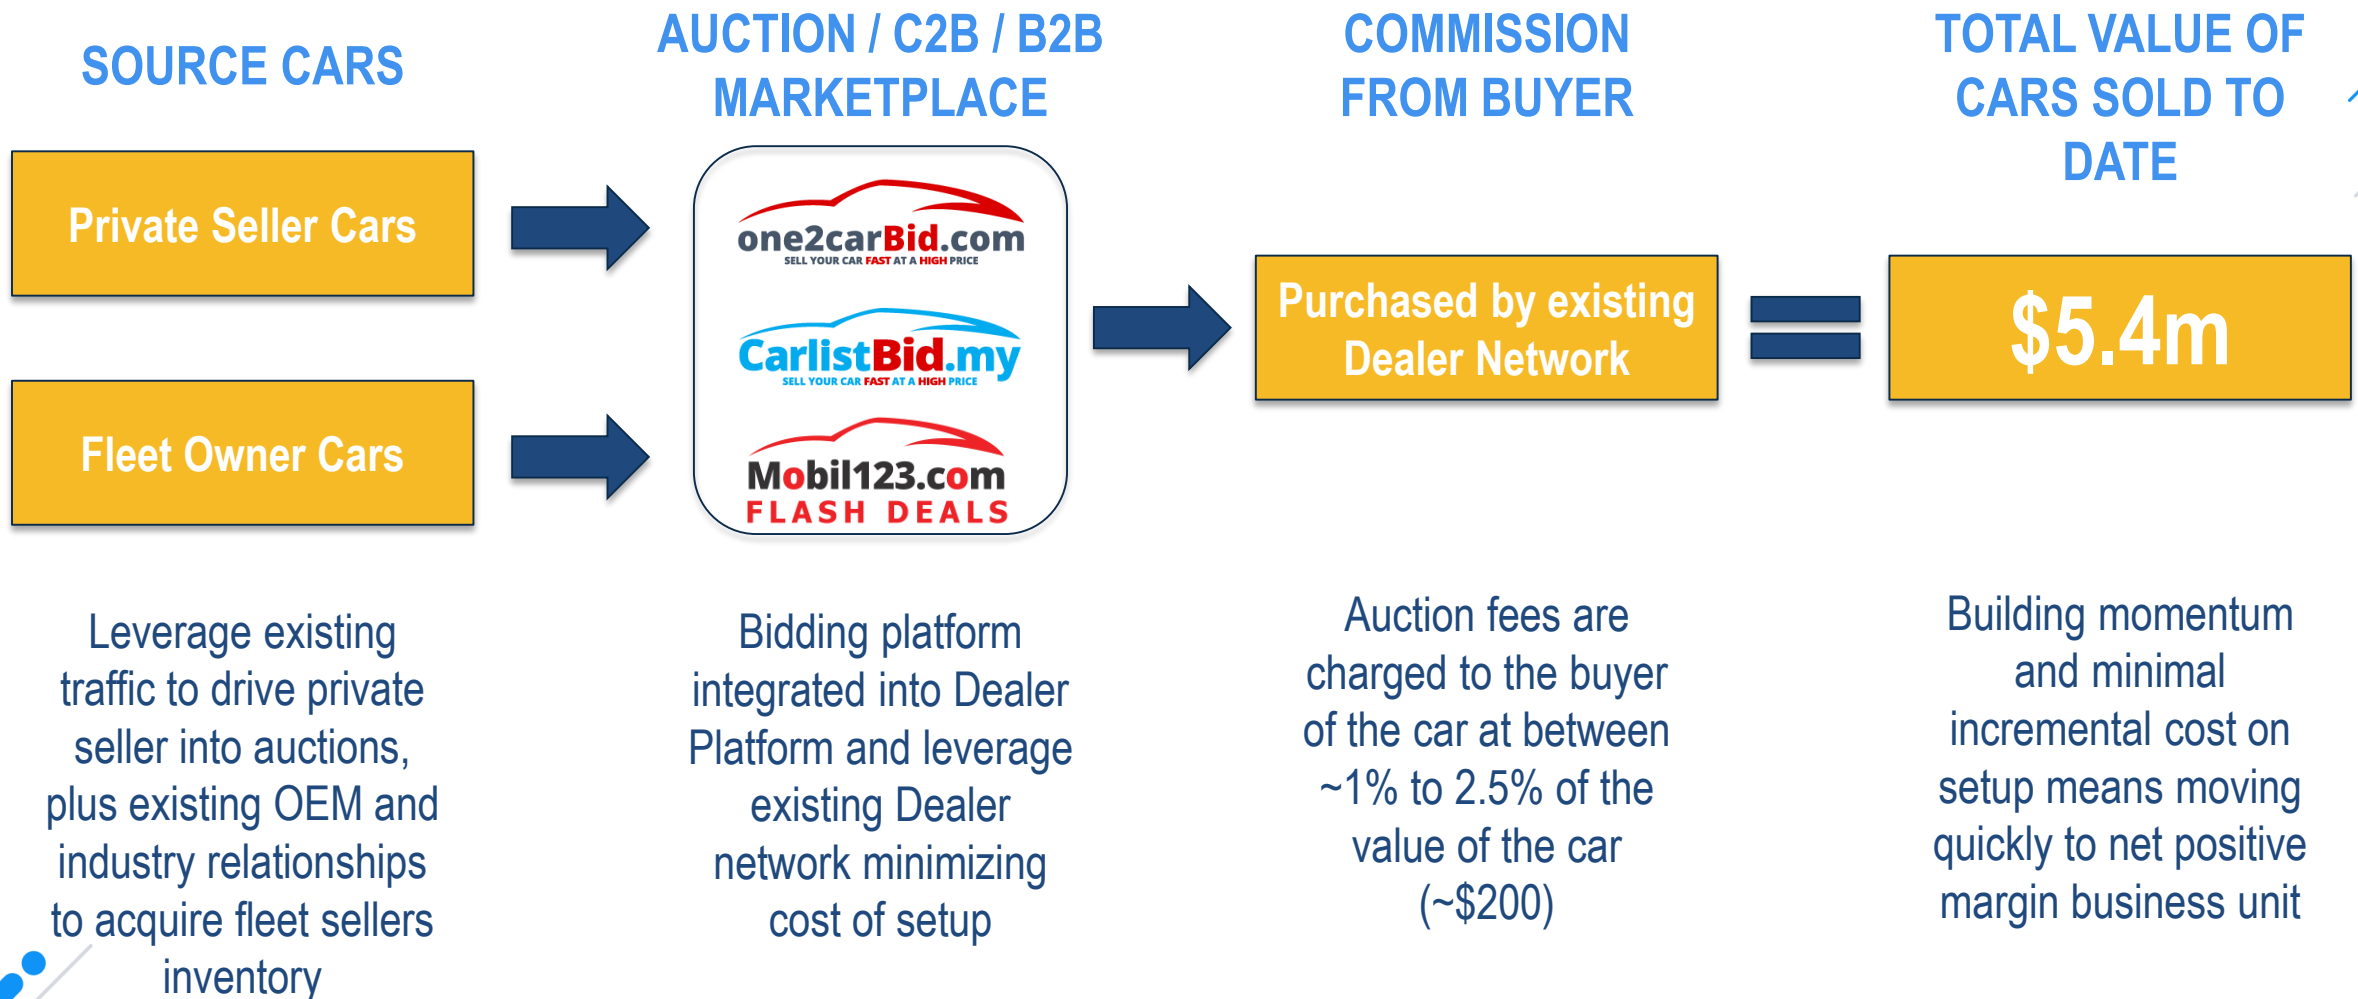 SOURCE CARS
Private Seller Cars
Fleet Owner Cars
Leverage existing
traffic to drive private
seller into auctions,
plus existing OEM and
industry relationships
to acquire fleet sellers
inventory
AUCTION / C2B / B2B
MARKETPLACE
one2carBid.com
SELL YOUR CAR FAST AT A HIGH PRICE
CarlistBid.my
SELL YOUR CAR FAST AT A HIGH PRICE
Mobil123.com
FLASH DEALS
Bidding platform
integrated into Dealer
Platform and leverage
existing Dealer
network minimizing
cost of setup
COMMISSION
FROM BUYER
Purchased by existing
Dealer Network
Auction fees are
charged to the buyer
of the car at between
~1% to 2.5% of the
value of the car
(~$200)
TOTAL VALUE OF
CARS SOLD TO
DATE
$5.4m
Building momentum
and minimal
incremental cost on
setup means moving
quickly to net positive
margin business unit